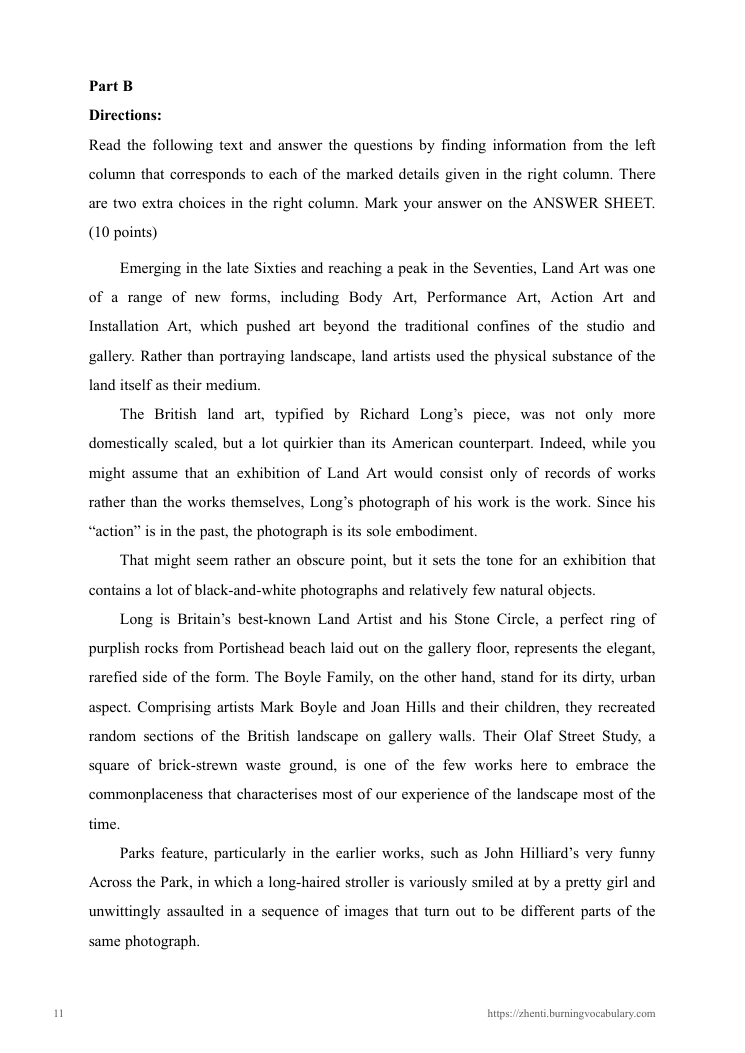 Part B
Directions:
Read the following text and answer the questions by finding information from the left
column that corresponds to each of the marked details given in the right column. There
are two extra choices in the right column. Mark your answer on the ANSWER SHEET.
(10 points)
Emerging in the late Sixties and reaching a peak in the Seventies, Land Art was one
of a range of new forms, including Body Art, Performance Art, Action Art and
Installation Art, which pushed art beyond the traditional confines of the studio and
gallery. Rather than portraying landscape, land artists used the physical substance of the
land itself as their medium.
The British land art, typified by Richard Long’s piece, was not only more
domestically scaled, but a lot quirkier than its American counterpart. Indeed, while you
might assume that an exhibition of Land Art would consist only of records of works
rather than the works themselves, Long’s photograph of his work is the work. Since his
“action” is in the past, the photograph is its sole embodiment.
That might seem rather an obscure point, but it sets the tone for an exhibition that
contains a lot of black-and-white photographs and relatively few natural objects.
Long is Britain’s best-known Land Artist and his Stone Circle, a perfect ring of
purplish rocks from Portishead beach laid out on the gallery floor, represents the elegant,
rarefied side of the form. The Boyle Family, on the other hand, stand for its dirty, urban
aspect. Comprising artists Mark Boyle and Joan Hills and their children, they recreated
random sections of the British landscape on gallery walls. Their Olaf Street Study, a
square of brick-strewn waste ground, is one of the few works here to embrace the
commonplaceness that characterises most of our experience of the landscape most of the
time.
Parks feature, particularly in the earlier works, such as John Hilliard’s very funny
Across the Park, in which a long-haired stroller is variously smiled at by a pretty girl and
unwittingly assaulted in a sequence of images that turn out to be different parts of the
same photograph.
11
https://zhenti.burningvocabulary.com